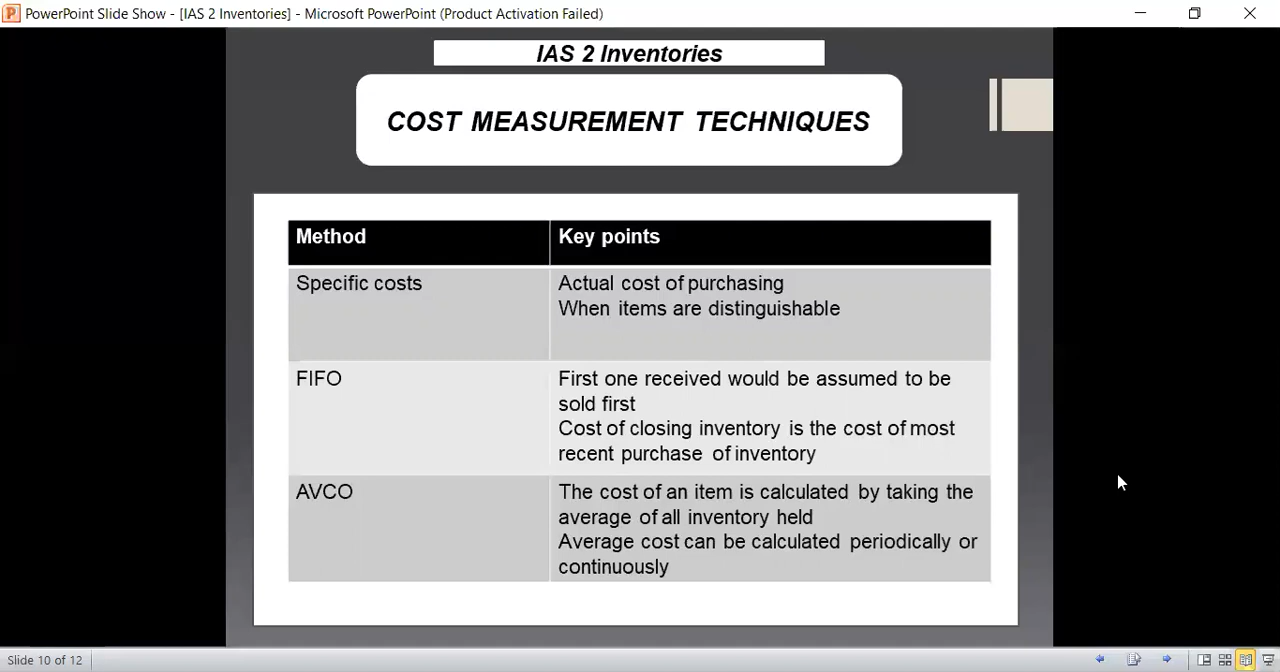 PowerPoint Slide Show - [IAS 2 Inventories] - Microsoft PowerPoint (Product Activation Failed)
IAS 2 Inventories
COST MEASUREMENT TECHNIQUES
Method
Key points
Specific costs
Actual cost of purchasing
When items are distinguishable
FIFO
First one received would be assumed to be
sold first
Cost of closing inventory is the cost of most
recent purchase of inventory
AVCO
The cost of an item is calculated by taking the
average of all inventory held
Average cost can be calculated periodically or
continuously
Slide 10 of 12